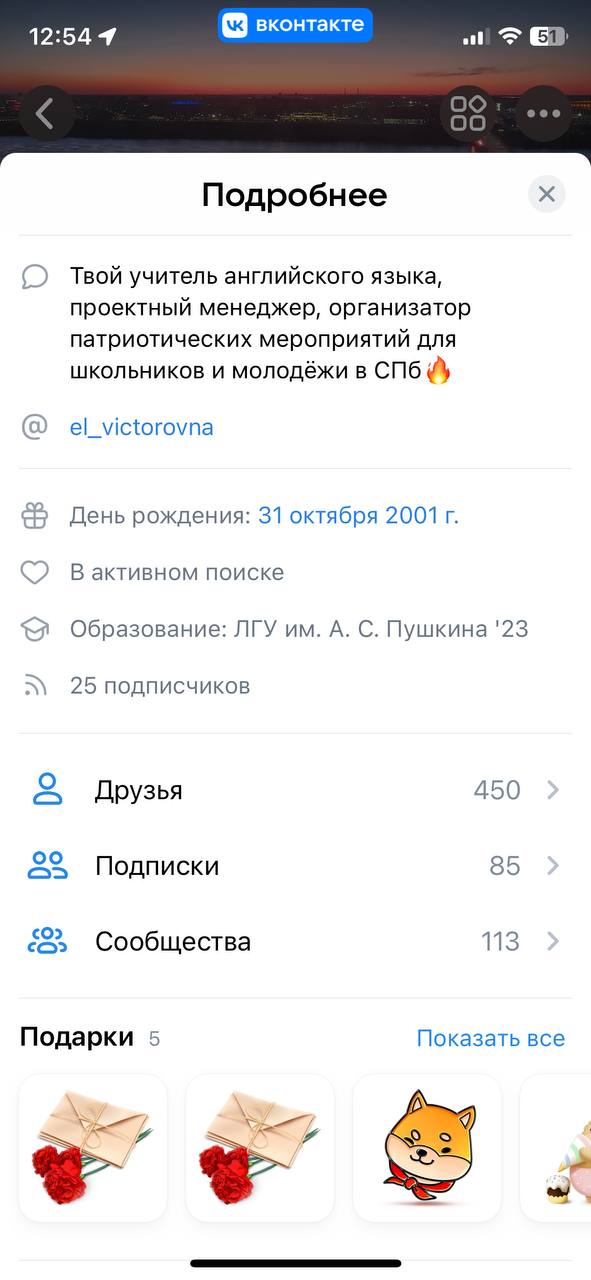 12:54
вконтакте
51
Подробнее
Твой учитель английского языка,
проектный менеджер, организатор
патриотических мероприятий для
школьников и молодёжи в СПб🔥
@ el_victorovna
День рождения: 31 октября 2001 г.
В активном поиске
Образование: ЛГУ им. А. С. Пушкина '23
25 подписчиков
Друзья 450
Подписки 85
Сообщества 113
Подарки 5 Показать все